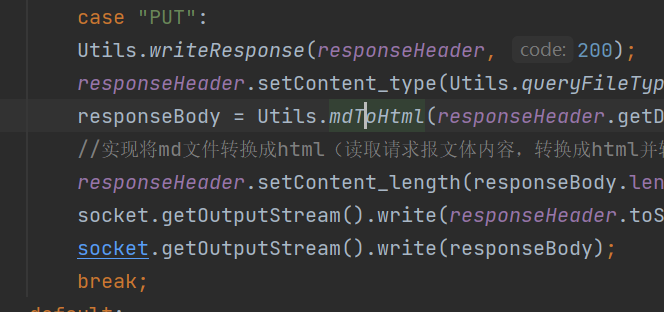 case "PUT":
Utils.writeResponse(responseHeader, code: 200);
responseHeader.setContent_type(Utils.queryFileTyp
responseBody = Utils.mdToHtml(responseHeader.getD
//实现将md文件转换成html（读取请求报文体内容，转换成html并
responseHeader.setContent_length(responseBody.len
socket.getOutputStream().write(responseHeader.toS
socket.getOutputStream().write(responseBody);
break;
default: